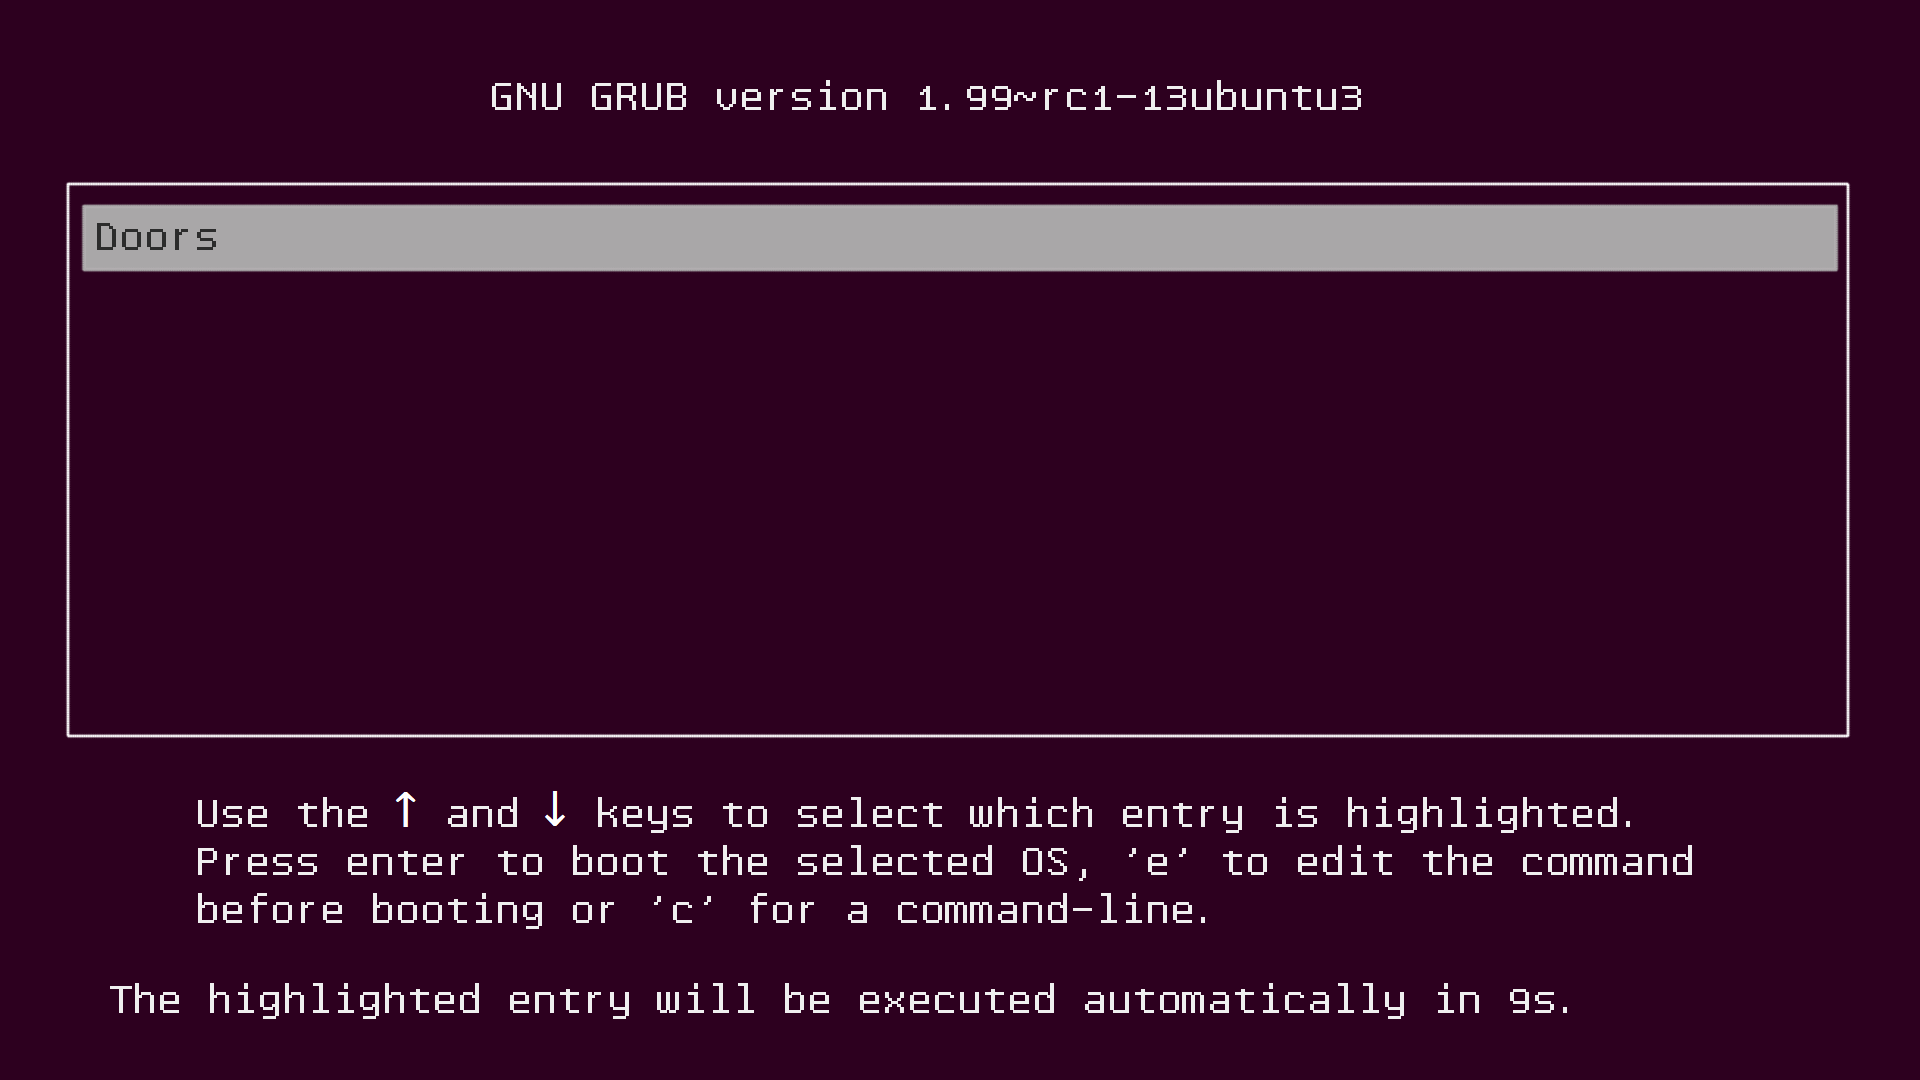 GNU GRUB version 1.99~rc1-13ubuntu3
Doors
Use the ↑ and ↓ keys to select which entry is highlighted.
Press enter to boot the selected OS, 'e' to edit the command
before booting or 'c' for a command-line.
The highlighted entry will be executed automatically in 9s.